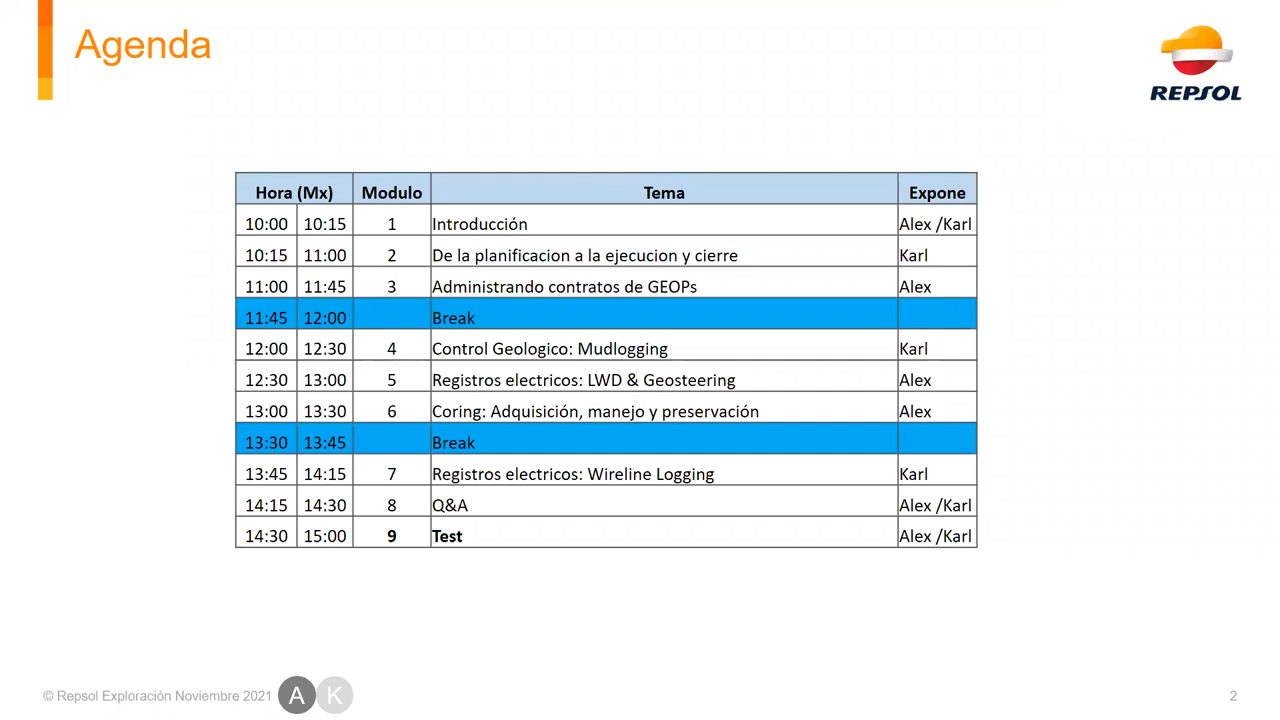 Agenda
REPSOL
Hora (Mx) Modulo Tema Expone
10:00 10:15 1 Introducción Alex /Karl
10:15 11:00 2 De la planificacion a la ejecucion y cierre Karl
11:00 11:45 3 Administrando contratos de GEOPs Alex
11:45 12:00 Break
12:00 12:30 4 Control Geologico: Mudlogging Karl
12:30 13:00 5 Registros electricos: LWD & Geosteering Alex
13:00 13:30 6 Coring: Adquisición, manejo y preservación Alex
13:30 13:45 Break
13:45 14:15 7 Registros electricos: Wireline Logging Karl
14:15 14:30 8 Q&A Alex /Karl
14:30 15:00 9 Test Alex /Karl
© Repsol Exploración Noviembre 2021 A K 2